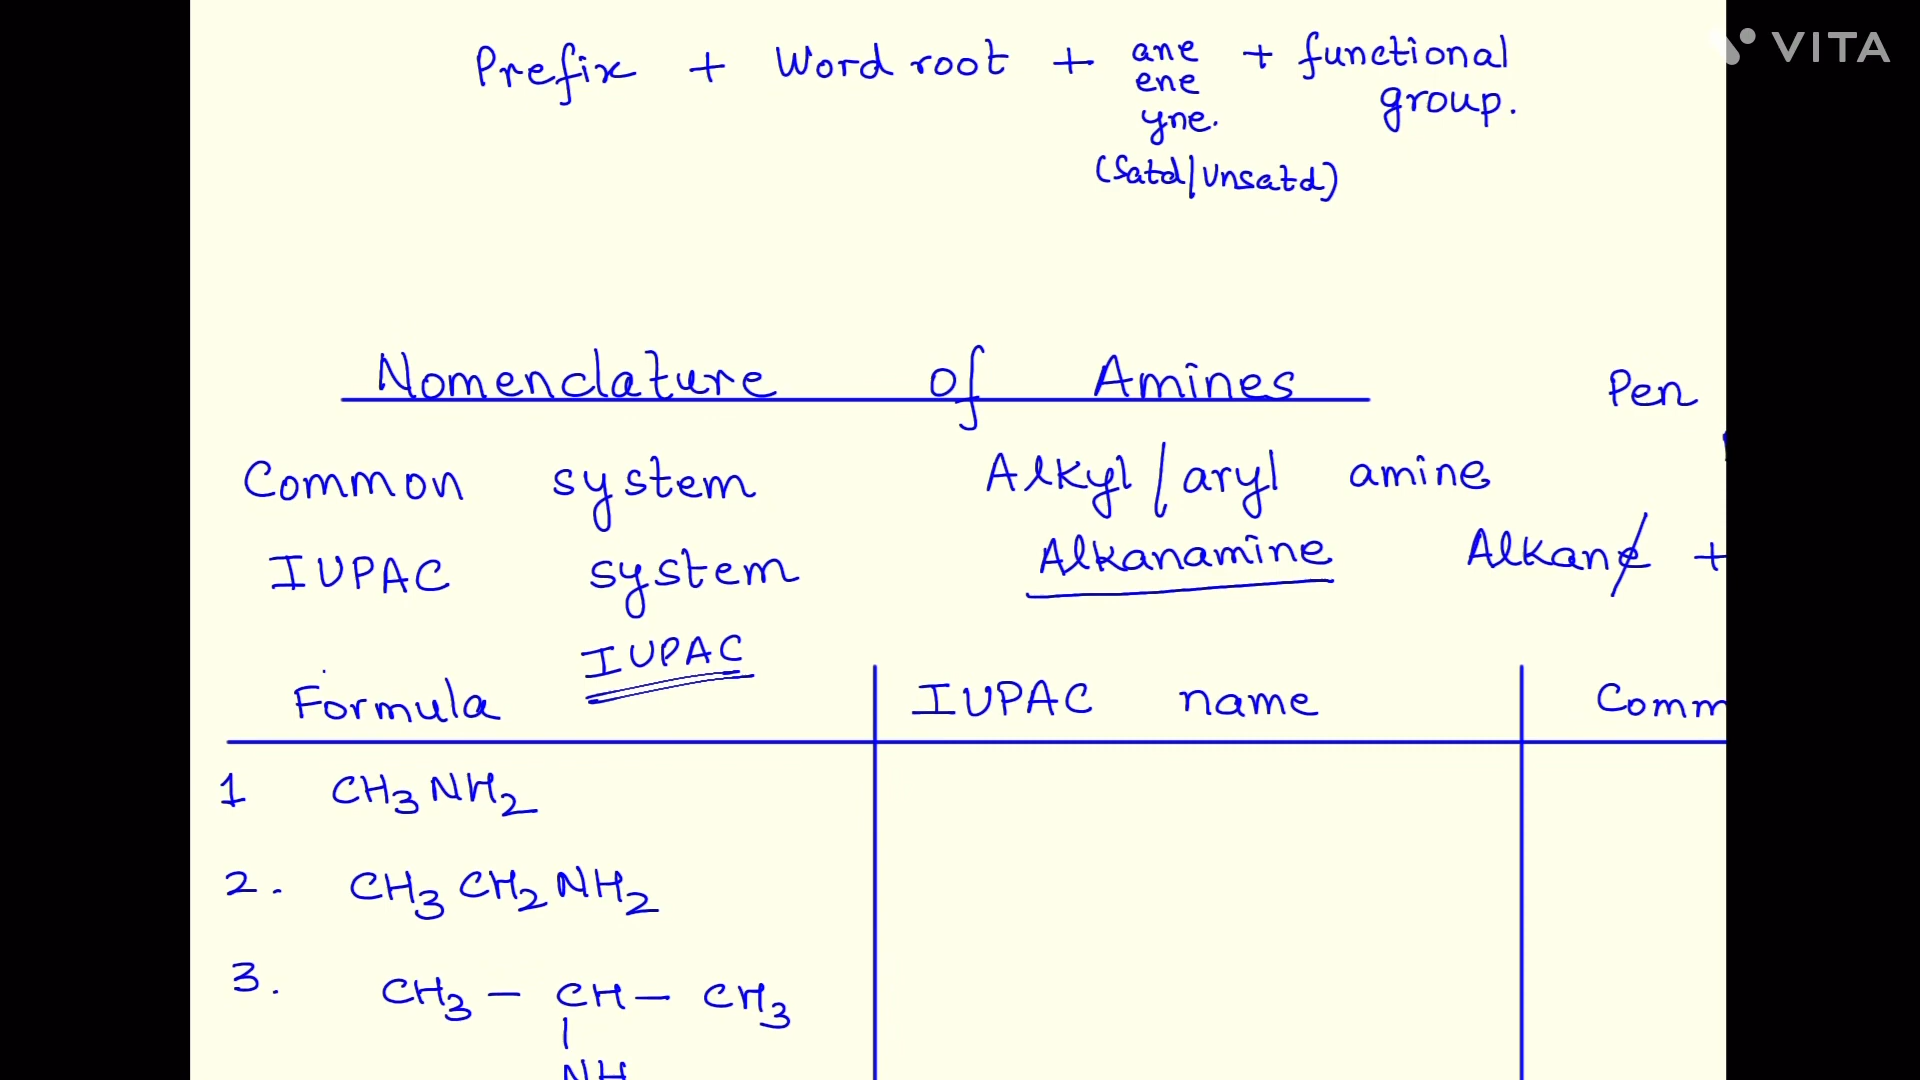 VITA
Prefix + Word root + ane + functional
ene group.
yne.
(Satd/Unsatd)
Nomenclature of Amines
Pen
Common system Alkyl/aryl amine
IUPAC system Alkanamine Alkane +
IUPAC
Formula IUPAC name Comm
1 CH3NH2
2. CH3CH2NH2
3. CH3 - CH - CH3
|
NH